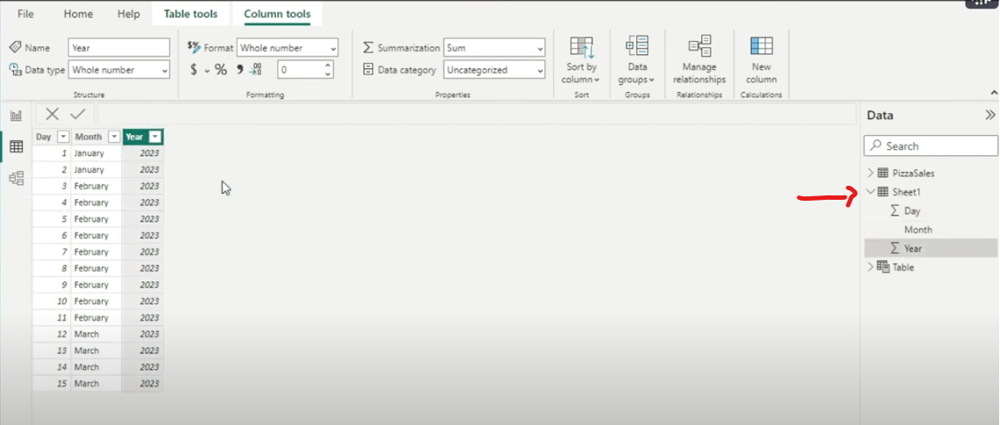 File Home Help Table tools Column tools
Name Year
Data type Whole number
Structure
$% Format Whole number
$ % 0
Formatting
Summarization Sum
Data category Uncategorized
Properties
Sort by
column
Sort
Data
groups
Groups
Manage
relationships
Relationships
New
column
Calculations
Day Month Year
1 January 2023
2 January 2023
3 February 2023
4 February 2023
5 February 2023
6 February 2023
7 February 2023
8 February 2023
9 February 2023
10 February 2023
11 February 2023
12 March 2023
13 March 2023
14 March 2023
15 March 2023
Data
Search
PizzaSales
Sheet1
Day
Month
Year
Table